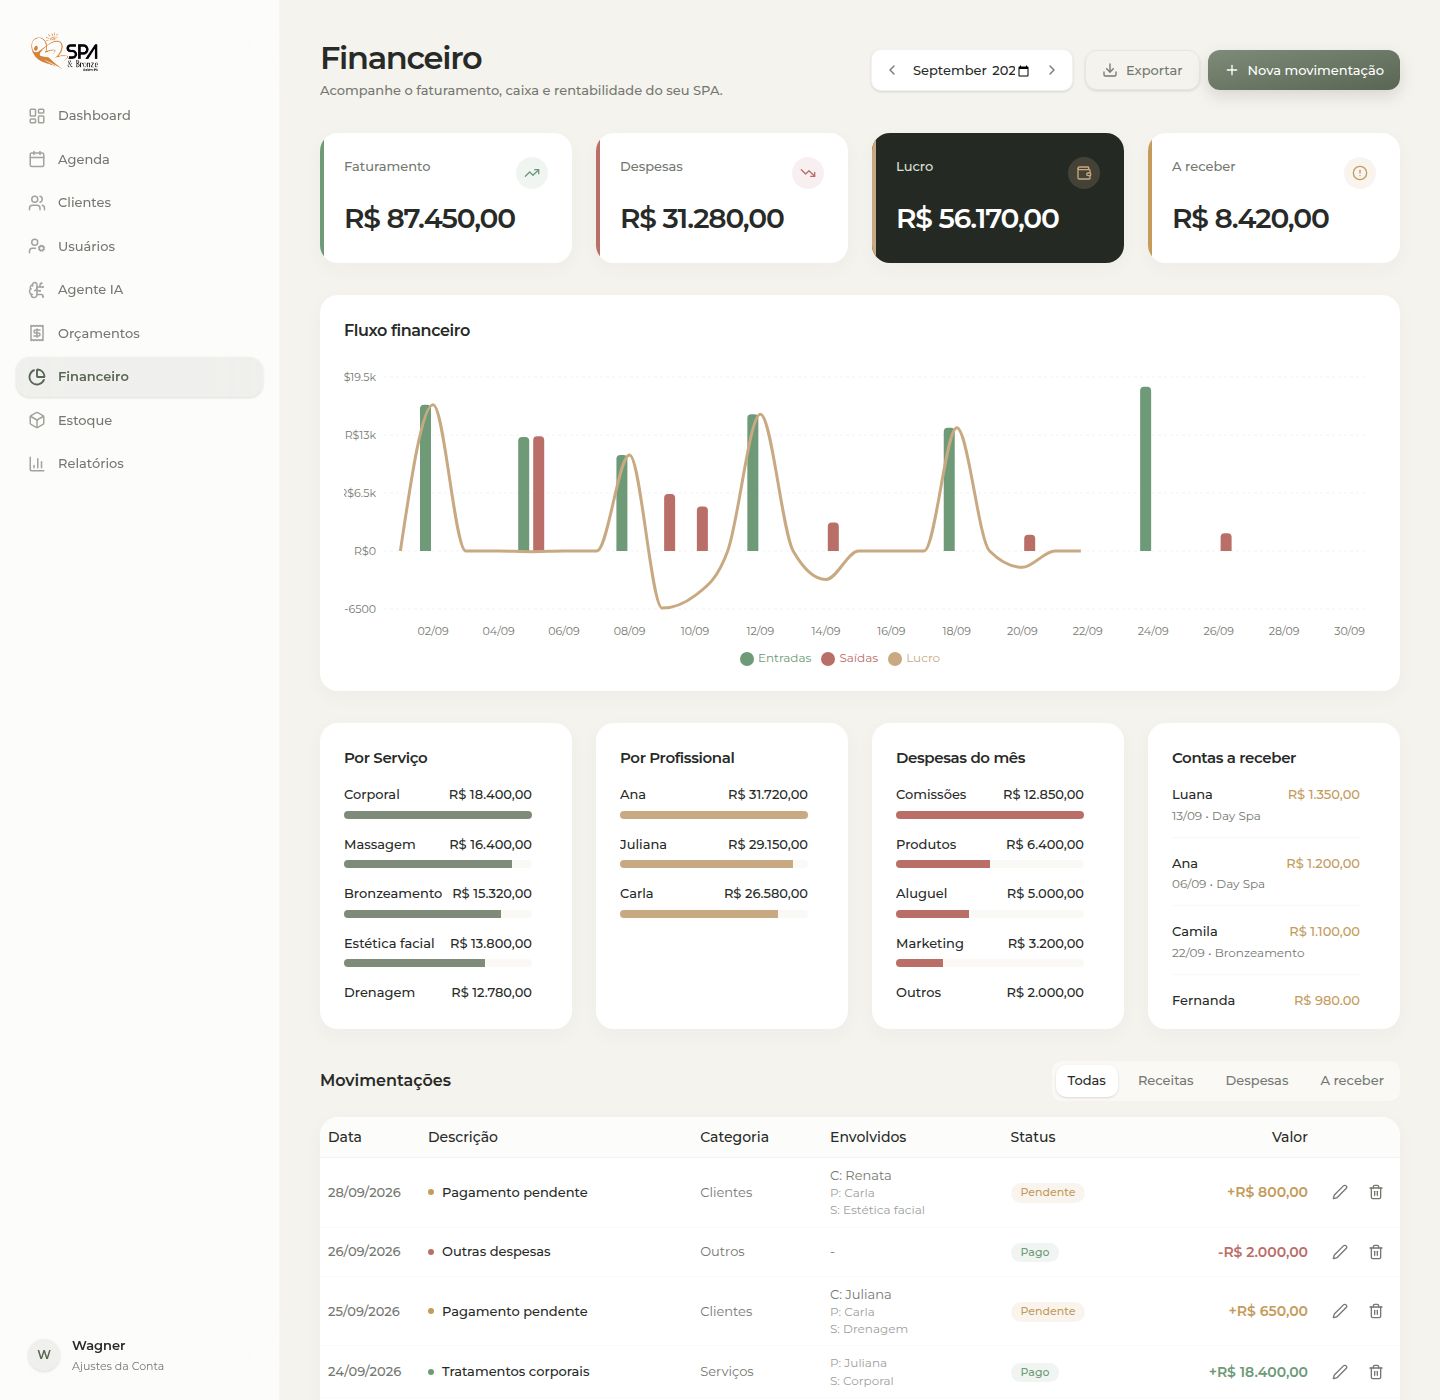 SPA
& Bronze
Dashboard
Agenda
Clientes
Usuários
Agente IA
Orçamentos
Financeiro
Estoque
Relatórios
W
Wagner
Ajustes da Conta
Financeiro
Acompanhe o faturamento, caixa e rentabilidade do seu SPA.
September 202
Exportar
Nova movimentação
Faturamento
R$ 87.450,00
Despesas
R$ 31.280,00
Lucro
R$ 56.170,00
A receber
R$ 8.420,00
Fluxo financeiro
$19.5k
R$13k
R$6.5k
R$0
-6500
02/09 04/09 06/09 08/09 10/09 12/09 14/09 16/09 18/09 20/09 22/09 24/09 26/09 28/09 30/09
Entradas Saídas Lucro
Por Serviço
Corporal R$ 18.400,00
Massagem R$ 16.400,00
Bronzeamento R$ 15.320,00
Estética facial R$ 13.800,00
Drenagem R$ 12.780,00
Por Profissional
Ana R$ 31.720,00
Juliana R$ 29.150,00
Carla R$ 26.580,00
Despesas do mês
Comissões R$ 12.850,00
Produtos R$ 6.400,00
Aluguel R$ 5.000,00
Marketing R$ 3.200,00
Outros R$ 2.000,00
Contas a receber
Luana R$ 1.350,00
13/09 • Day Spa
Ana R$ 1.200,00
06/09 • Day Spa
Camila R$ 1.100,00
22/09 • Bronzeamento
Fernanda R$ 980.00
Movimentações
Todas Receitas Despesas A receber
Data Descrição Categoria Envolvidos Status Valor
28/09/2026 Pagamento pendente Clientes C: Renata
P: Carla
S: Estética facial
Pendente +R$ 800,00
26/09/2026 Outras despesas Outros - Pago -R$ 2.000,00
25/09/2026 Pagamento pendente Clientes C: Juliana
P: Carla
S: Drenagem
Pendente +R$ 650,00
24/09/2026 Tratamentos corporais Serviços P: Juliana
S: Corporal
Pago +R$ 18.400,00